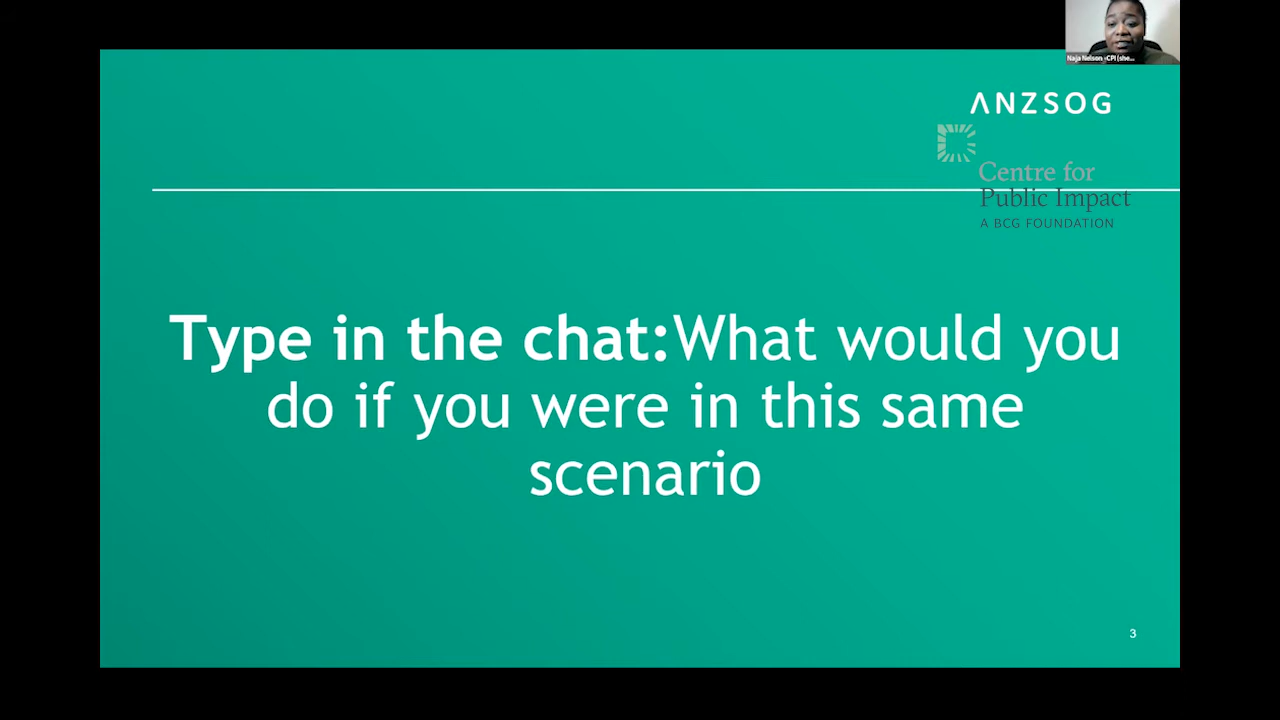 Naja Nelson -CPI (she...
ANZSOG
Centre for
Public Impact
A BCG FOUNDATION
Type in the chat:What would you
do if you were in this same
scenario
3